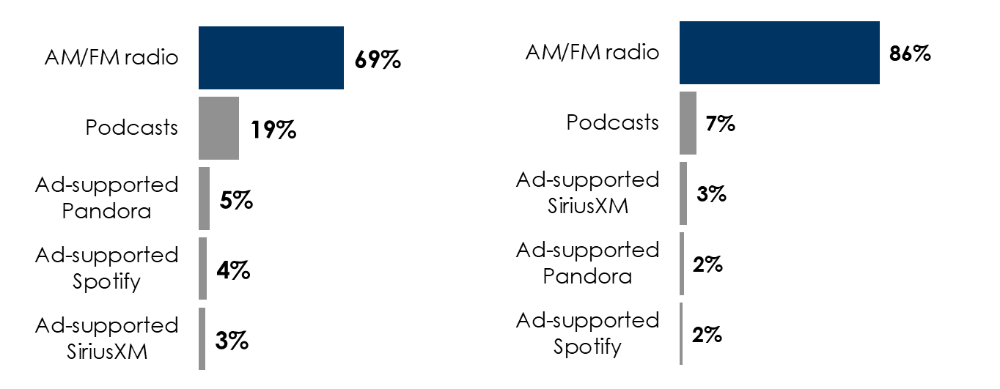 AM/FM radio
69%
Podcasts
19%
Ad-supported
Pandora
5%
Ad-supported
Spotify
4%
Ad-supported
SiriusXM
3%
AM/FM radio
86%
Podcasts
7%
Ad-supported
SiriusXM
3%
Ad-supported
Pandora
2%
Ad-supported
Spotify
2%